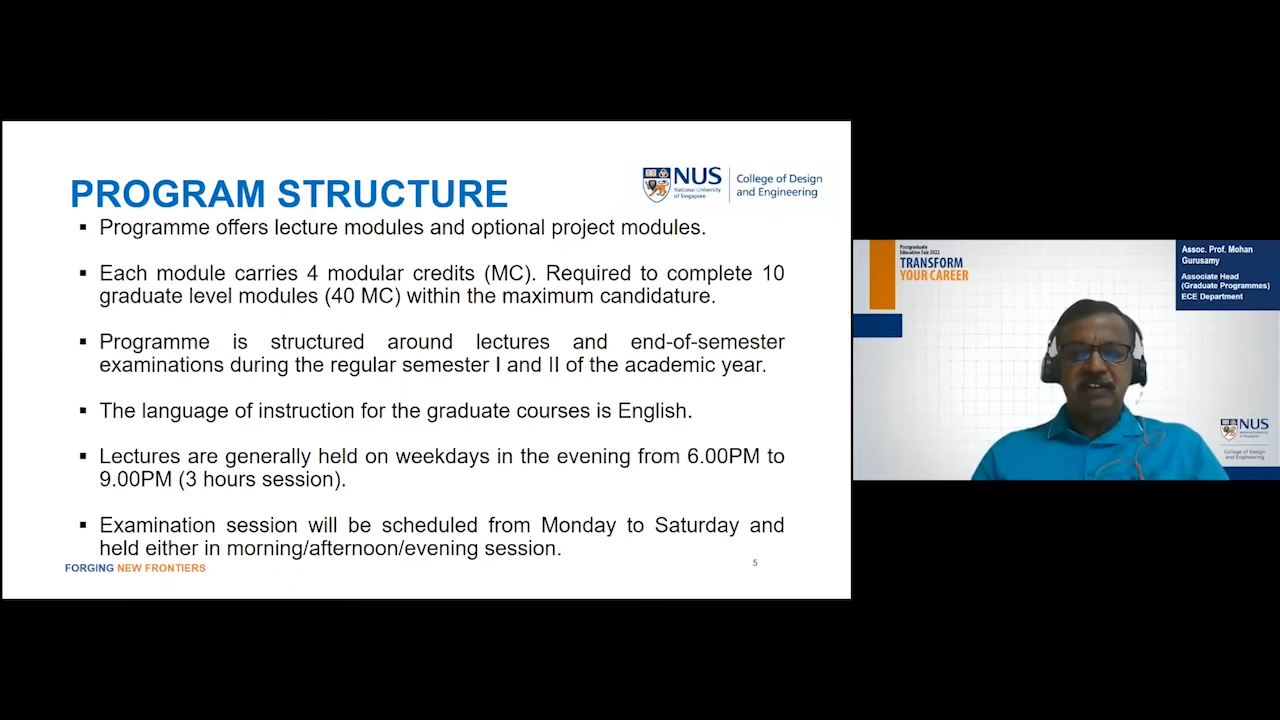 PROGRAM STRUCTURE
NUS
National University
of Singapore
College of Design
and Engineering
▪ Programme offers lecture modules and optional project modules.
▪ Each module carries 4 modular credits (MC). Required to complete 10
graduate level modules (40 MC) within the maximum candidature.
▪ Programme is structured around lectures and end-of-semester
examinations during the regular semester I and II of the academic year.
▪ The language of instruction for the graduate courses is English.
▪ Lectures are generally held on weekdays in the evening from 6.00PM to
9.00PM (3 hours session).
▪ Examination session will be scheduled from Monday to Saturday and
held either in morning/afternoon/evening session.
FORGING NEW FRONTIERS
5
Postgraduate
Education Fair 2022
TRANSFORM
YOUR CAREER
Assoc. Prof. Mohan
Gurusamy
Associate Head
(Graduate Programmes)
ECE Department
NUS
National University
of Singapore
College of Design
and Engineering